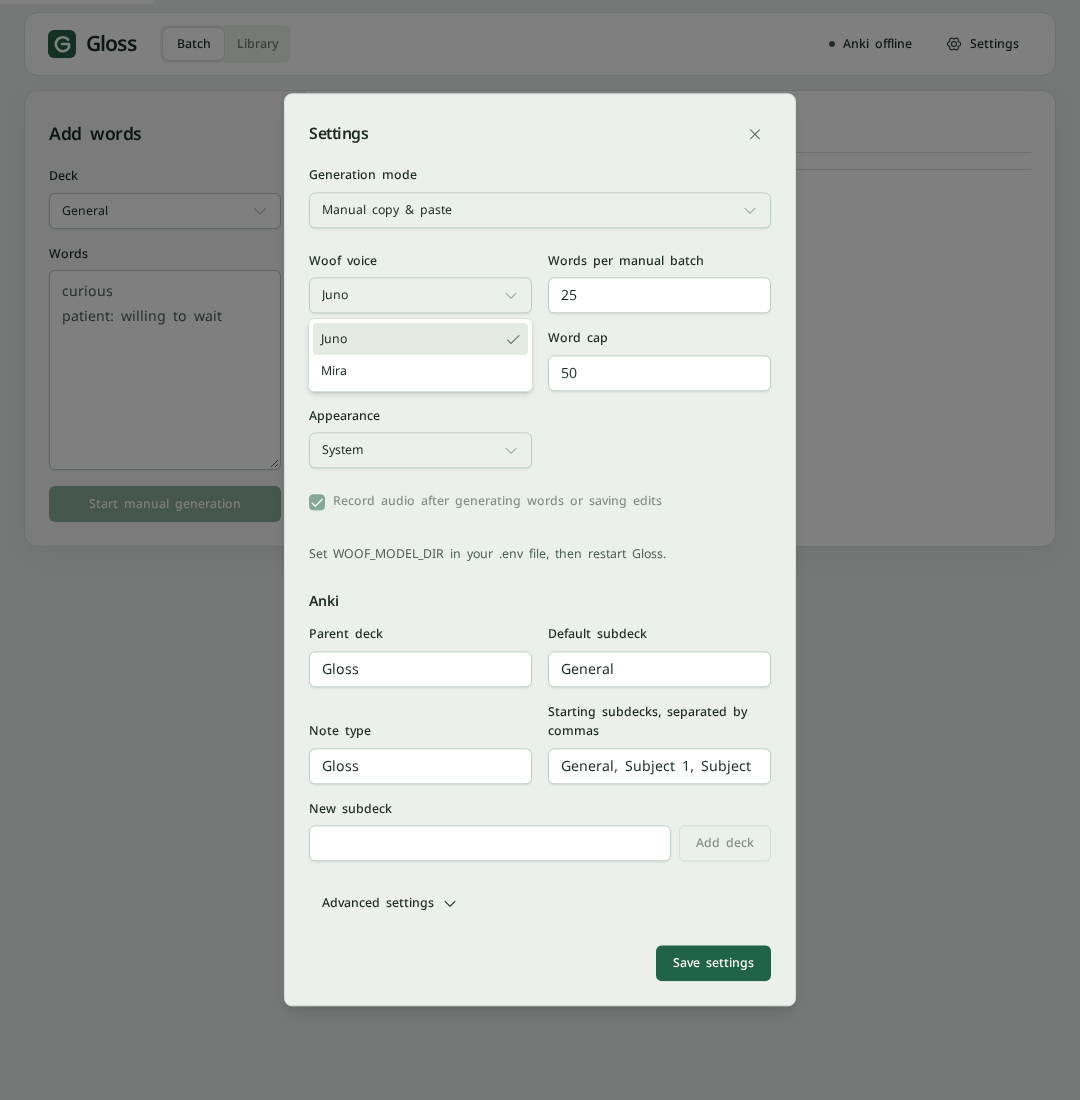 Gloss
Batch
Library
Anki offline
Settings
Add words
Deck
General
Words
curious
patient: willing to wait
Start manual generation
Settings
Generation mode
Manual copy & paste
Woof voice
Words per manual batch
Juno
25
Juno
Mira
Word cap
50
Appearance
System
Record audio after generating words or saving edits
Set WOOF_MODEL_DIR in your .env file, then restart Gloss.
Anki
Parent deck
Default subdeck
Gloss
General
Note type
Starting subdecks, separated by
commas
Gloss
General, Subject 1, Subject
New subdeck
Add deck
Advanced settings
Save settings